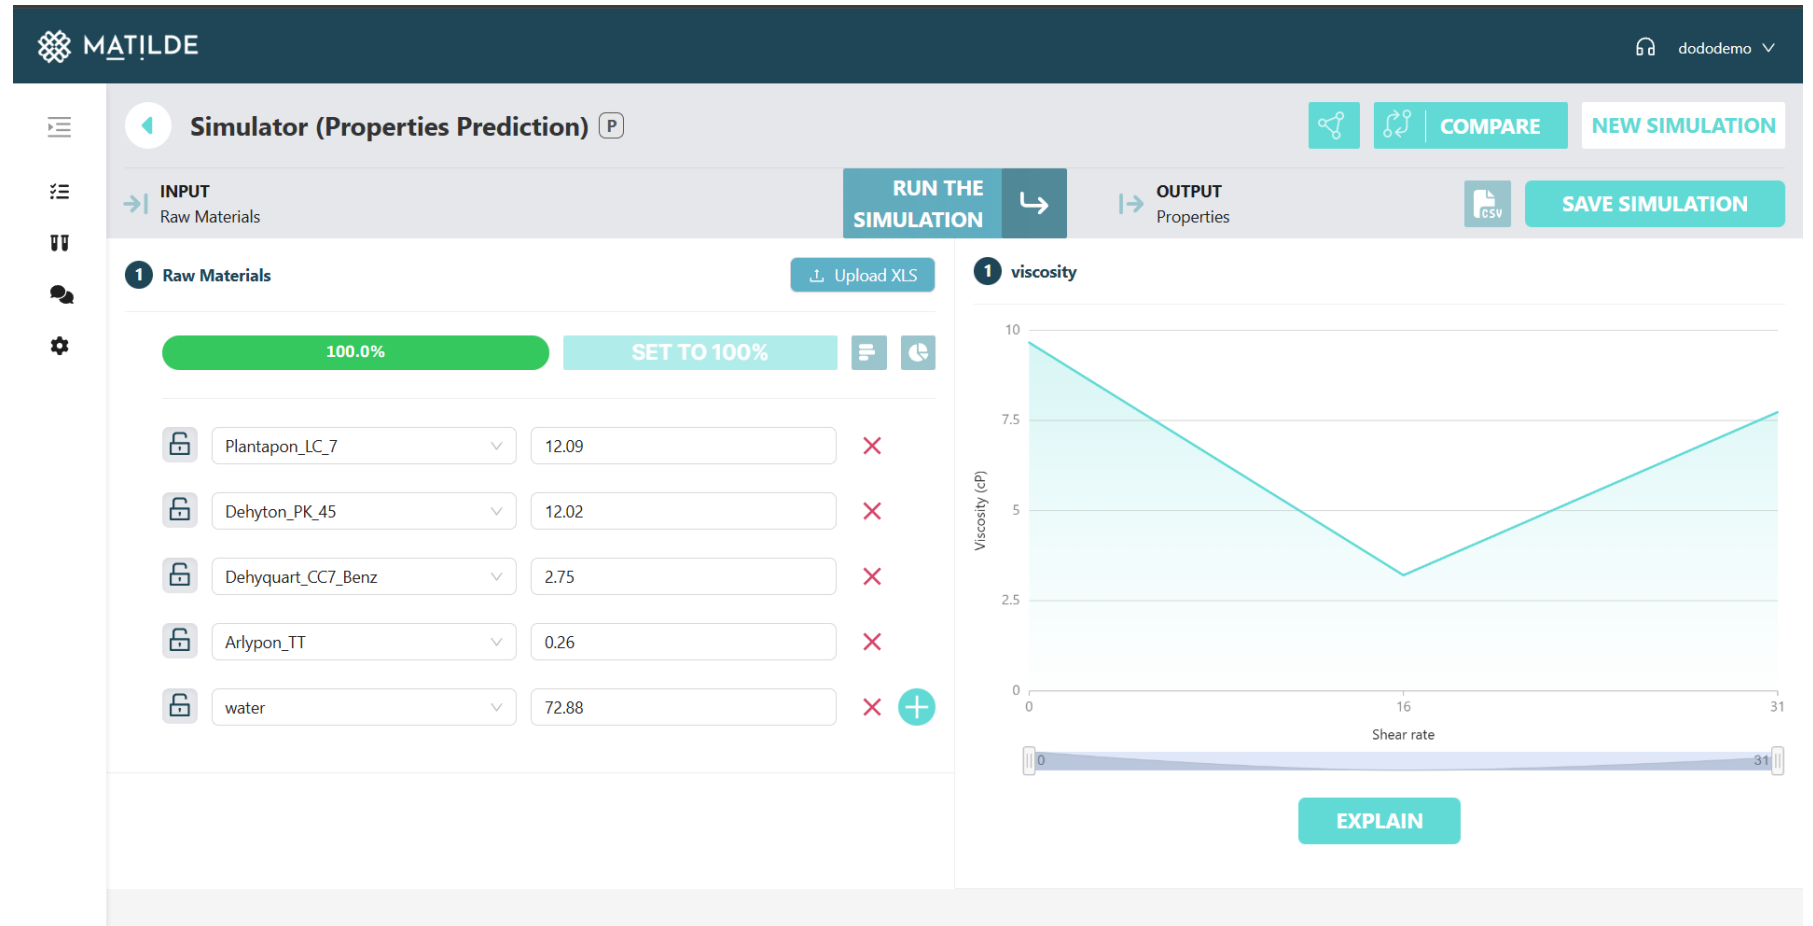 MATILDE
dododemo
Simulator (Properties Prediction) P
COMPARE
NEW SIMULATION
INPUT
Raw Materials
RUN THE
SIMULATION
OUTPUT
Properties
CSV
SAVE SIMULATION
1 Raw Materials
Upload XLS
100.0%
SET TO 100%
Plantapon_LC_7 12.09
Dehyton_PK_45 12.02
Dehyquart_CC7_Benz 2.75
Arlypon_TT 0.26
water 72.88
1 viscosity
10
7.5
5
2.5
0
Viscosity (cP)
0 16 31
Shear rate
0 31
EXPLAIN